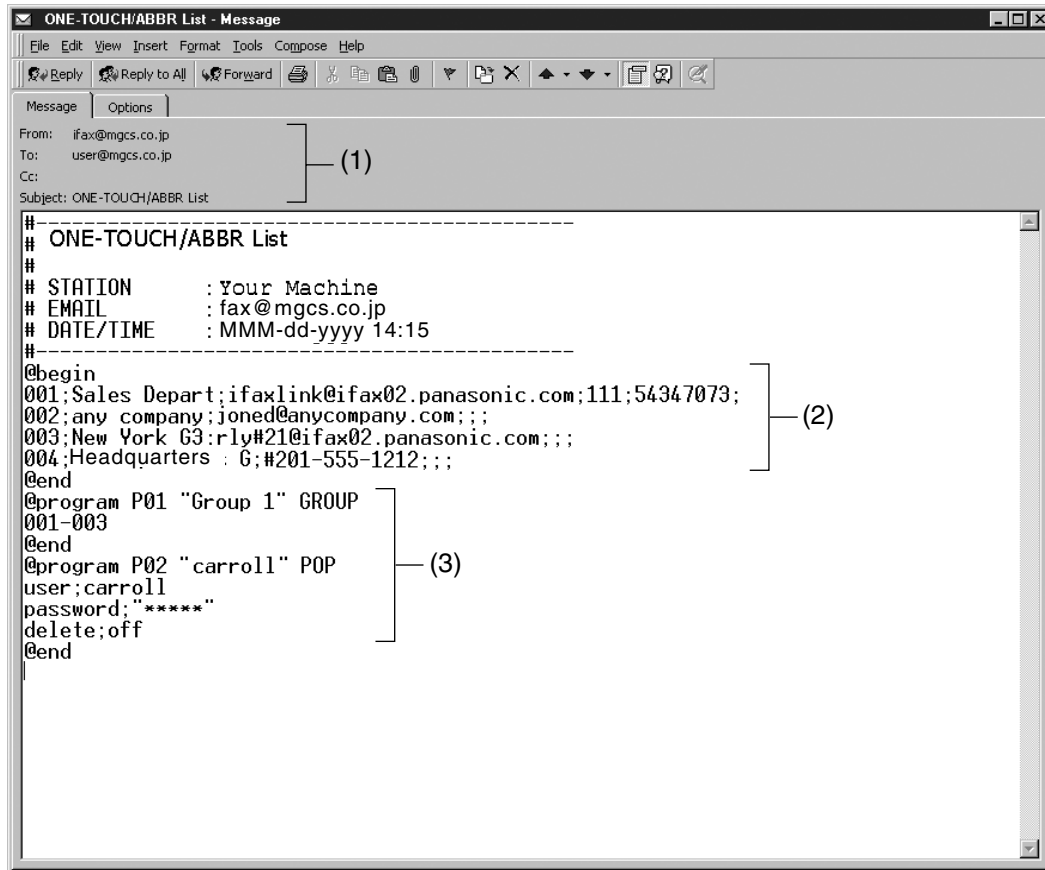 ONE-TOUCH/ABBR List - Message
File Edit View Insert Format Tools Compose Help
Reply Reply to All Forward
Message Options
From: ifax@mgcs.co.jp
To: user@mgcs.co.jp
(1)
Cc:
Subject: ONE-TOUCH/ABBR List
#---------------------------------------------
# ONE-TOUCH/ABBR List
#
# STATION : Your Machine
# EMAIL : fax@mgcs.co.jp
# DATE/TIME : MMM-dd-yyyy 14:15
#---------------------------------------------
@begin
001;Sales Depart;ifaxlink@ifax02.panasonic.com;111;54347073;
002;any company;joned@anycompany.com;;;
(2)
003;New York G3:rly#21@ifax02.panasonic.com;;;
004;Headquarters : G;#201-555-1212;;;
@end
@program P01 "Group 1" GROUP
001-003
@end
@program P02 "carroll" POP
(3)
user;carroll
password;"*****"
delete;off
@end